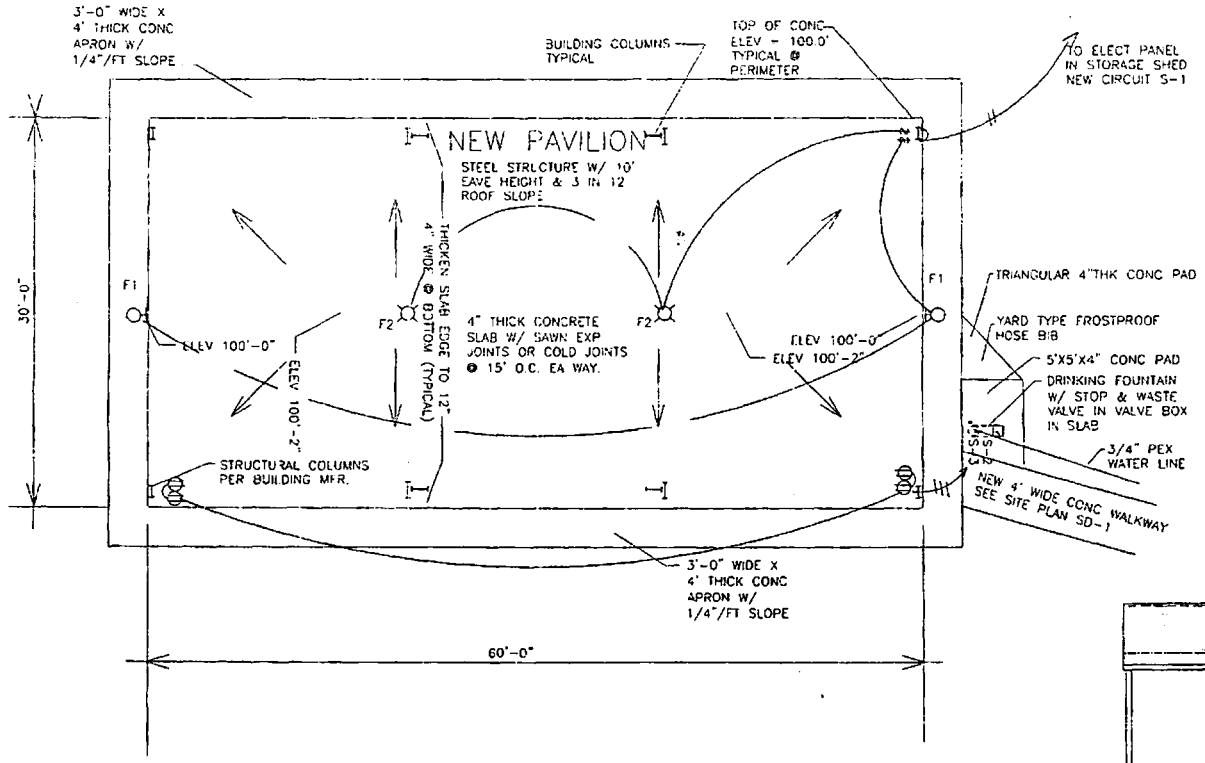 3'-0" WIDE X
4' THICK CONC
APRON W/
1/4"/FT SLOPE
BUILDING COLUMNS
TYPICAL
TOP OF CONC
ELEV - 100.0'
TYPICAL @
PERIMETER
TO ELECT PANEL
IN STORAGE SHED
NEW CIRCUIT S-1
NEW PAVILION
STEEL STRUCTURE W/ 10'
EAVE HEIGHT & 3 IN 12
ROOF SLOPE
30'-0"
THICKEN SLAB EDGE TO 12"
4" WIDE @ BOTTOM (TYPICAL)
F1
F2
4" THICK CONCRETE
SLAB W/ SAWN EXP
JOINTS OR COLD JOINTS
@ 15' O.C. EA WAY.
F2
F1
ELEV 100'-0"
ELEV 100'-2"
ELEV 100'-0"
ELEV 100'-2"
TRIANGULAR 4"THK CONC PAD
YARD TYPE FROSTPROOF
HOSE BIB
5'X5'X4" CONC PAD
DRINKING FOUNTAIN
W/ STOP & WASTE
VALVE IN VALVE BOX
IN SLAB
S-2
S-3
3/4" PEX
WATER LINE
NEW 4' WIDE CONC WALKWAY
SEE SITE PLAN SD-1
STRUCTURAL COLUMNS
PER BUILDING MFR.
3'-0" WIDE X
4' THICK CONC
APRON W/
1/4"/FT SLOPE
60'-0"